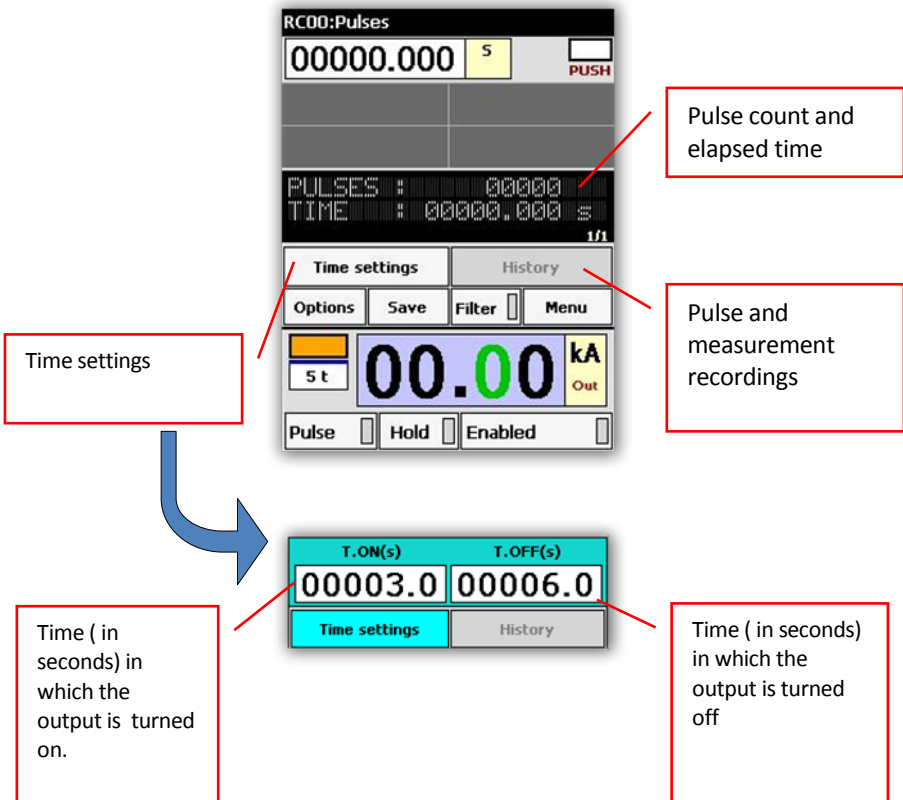 RC00:Pulses
00000.000 s
PUSH
Pulse count and
elapsed time
PULSES : 00000
TIME : 00000.000 s
1/1
Time settings History
Options Save Filter Menu
Pulse and
measurement
recordings
Time settings
5 t 00.00 kA
Out
Pulse Hold Enabled
T.ON(s) T.OFF(s)
00003.0 00006.0
Time settings History
Time ( in
seconds) in
which the
output is turned
on.
Time ( in seconds)
in which the
output is turned
off